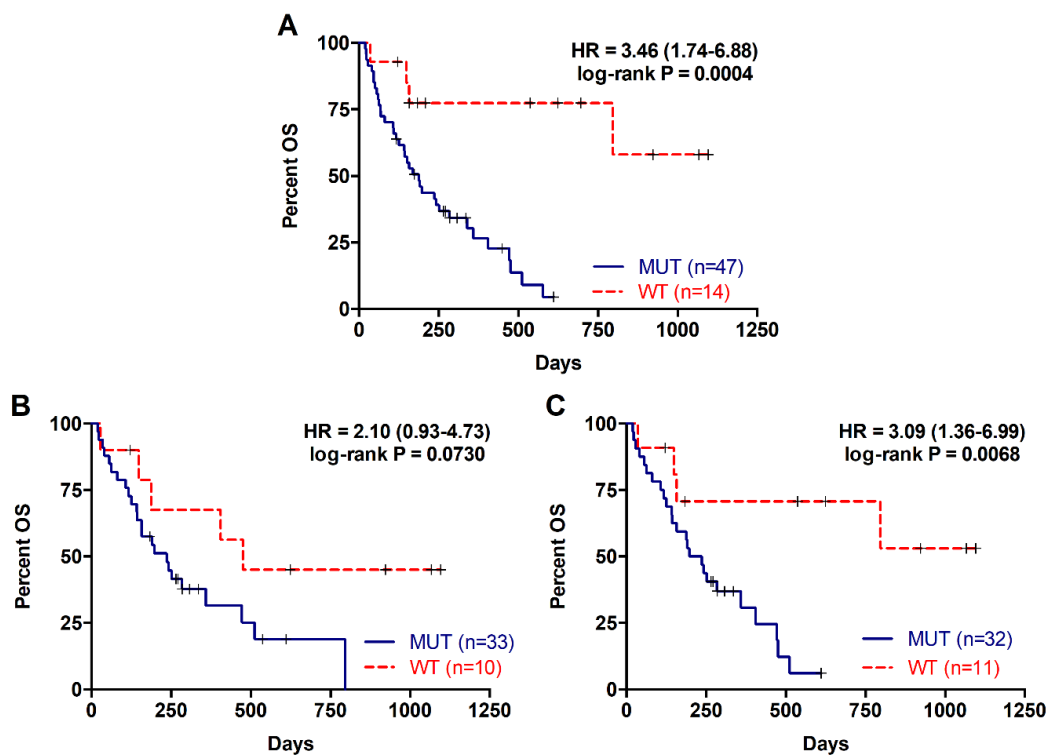 A
HR = 3.46 (1.74-6.88)
log-rank P = 0.0004
Percent OS
100
75
50
25
0
MUT (n=47)
WT (n=14)
0 250 500 750 1000 1250
Days
B
HR = 2.10 (0.93-4.73)
log-rank P = 0.0730
Percent OS
100
75
50
25
0
MUT (n=33)
WT (n=10)
0 250 500 750 1000 1250
Days
C
HR = 3.09 (1.36-6.99)
log-rank P = 0.0068
Percent OS
100
75
50
25
0
MUT (n=32)
WT (n=11)
0 250 500 750 1000 1250
Days